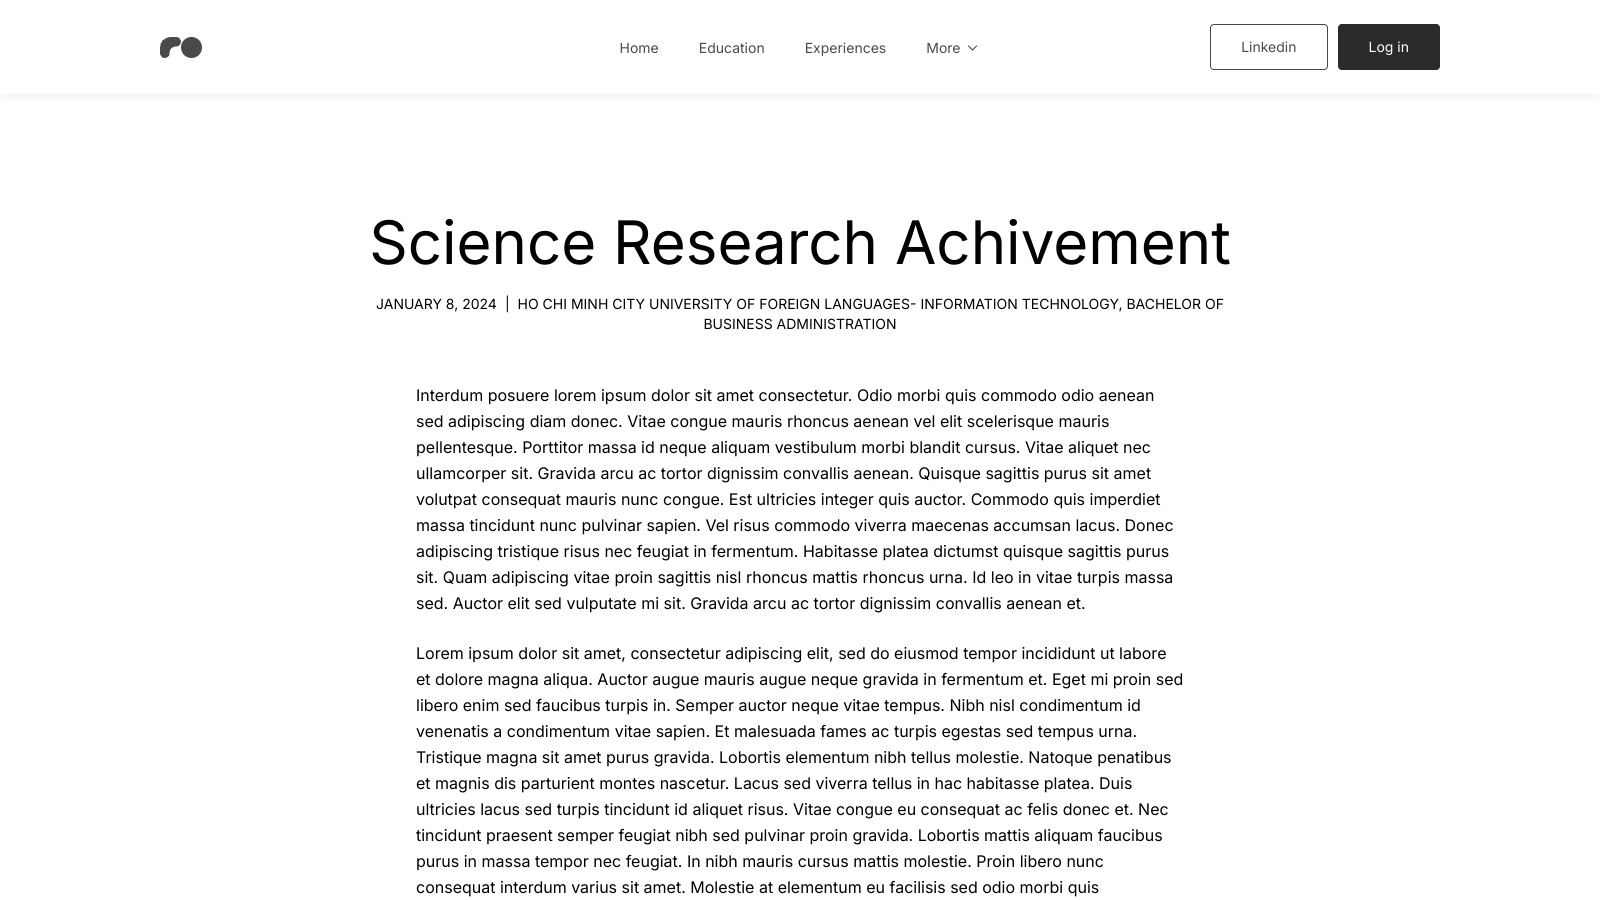 Home
Education
Experiences
More
Linkedin
Log in
Science Research Achivement
JANUARY 8, 2024 | HO CHI MINH CITY UNIVERSITY OF FOREIGN LANGUAGES- INFORMATION TECHNOLOGY, BACHELOR OF
BUSINESS ADMINISTRATION
Interdum posuere lorem ipsum dolor sit amet consectetur. Odio morbi quis commodo odio aenean
sed adipiscing diam donec. Vitae congue mauris rhoncus aenean vel elit scelerisque mauris
pellentesque. Porttitor massa id neque aliquam vestibulum morbi blandit cursus. Vitae aliquet nec
ullamcorper sit. Gravida arcu ac tortor dignissim convallis aenean. Quisque sagittis purus sit amet
volutpat consequat mauris nunc congue. Est ultricies integer quis auctor. Commodo quis imperdiet
massa tincidunt nunc pulvinar sapien. Vel risus commodo viverra maecenas accumsan lacus. Donec
adipiscing tristique risus nec feugiat in fermentum. Habitasse platea dictumst quisque sagittis purus
sit. Quam adipiscing vitae proin sagittis nisl rhoncus mattis rhoncus urna. Id leo in vitae turpis massa
sed. Auctor elit sed vulputate mi sit. Gravida arcu ac tortor dignissim convallis aenean et.
Lorem ipsum dolor sit amet, consectetur adipiscing elit, sed do eiusmod tempor incididunt ut labore
et dolore magna aliqua. Auctor augue mauris augue neque gravida in fermentum et. Eget mi proin sed
libero enim sed faucibus turpis in. Semper auctor neque vitae tempus. Nibh nisl condimentum id
venenatis a condimentum vitae sapien. Et malesuada fames ac turpis egestas sed tempus urna.
Tristique magna sit amet purus gravida. Lobortis elementum nibh tellus molestie. Natoque penatibus
et magnis dis parturient montes nascetur. Lacus sed viverra tellus in hac habitasse platea. Duis
ultricies lacus sed turpis tincidunt id aliquet risus. Vitae congue eu consequat ac felis donec et. Nec
tincidunt praesent semper feugiat nibh sed pulvinar proin gravida. Lobortis mattis aliquam faucibus
purus in massa tempor nec feugiat. In nibh mauris cursus mattis molestie. Proin libero nunc
consequat interdum varius sit amet. Molestie at elementum eu facilisis sed odio morbi quis